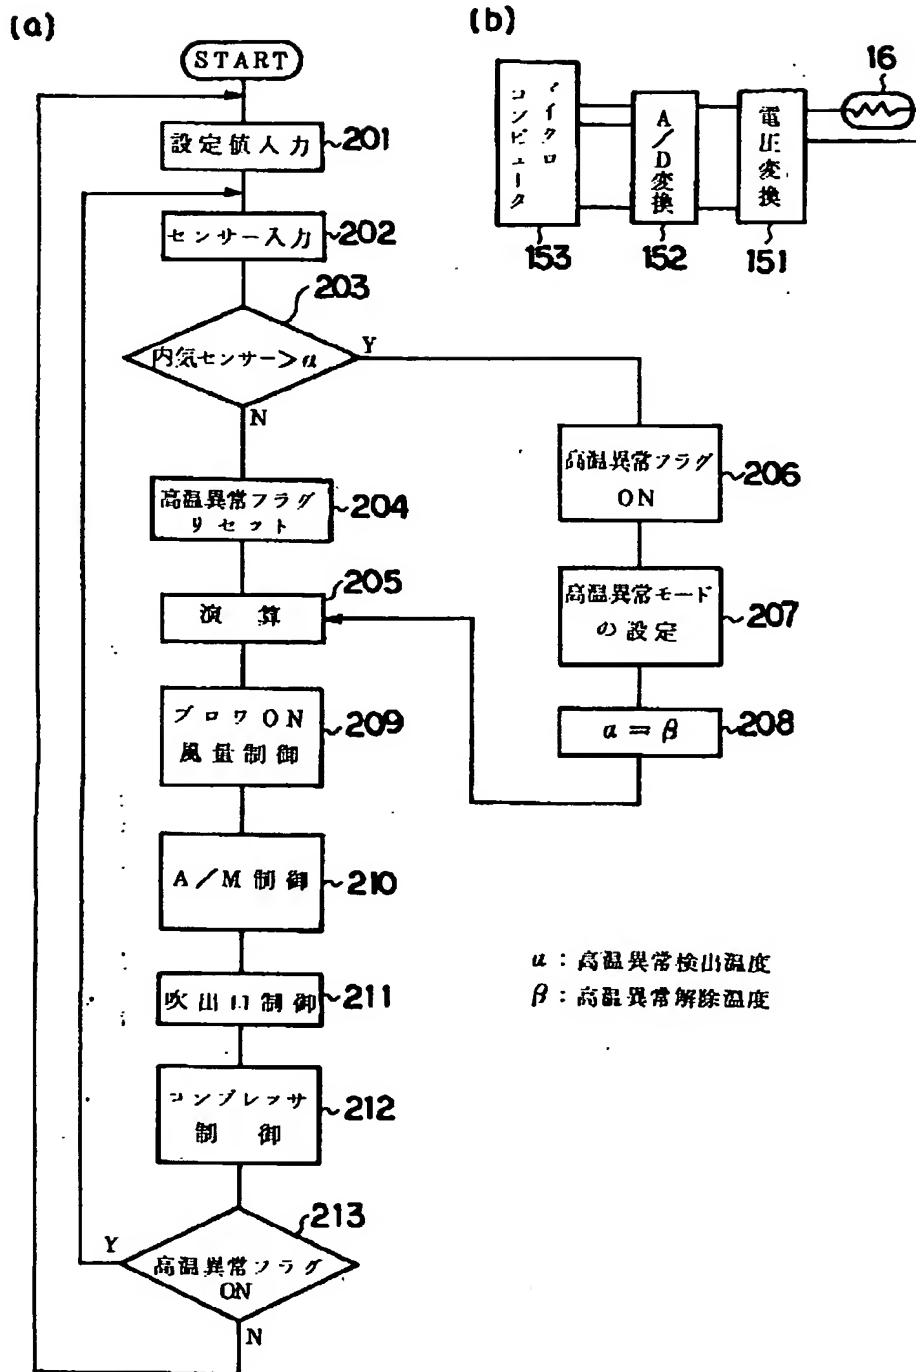 (a)
START
設定値入力
201
センサー入力
202
203
内気センサー>α
Y
N
高温異常フラグ
リセット
204
205
演算
ブロワON
風量制御
209
A/M制御
210
吹出口制御
211
コンプレッサ
制御
212
213
Y
高温異常フラグ
ON
N
高温異常フラグ
ON
206
高温異常モード
の設定
207
α=β
208
α:高温異常検出温度
β:高温異常解除温度
(b)
マイクロ
コンピュータ
153
A/D変換
152
電圧変換
151
16